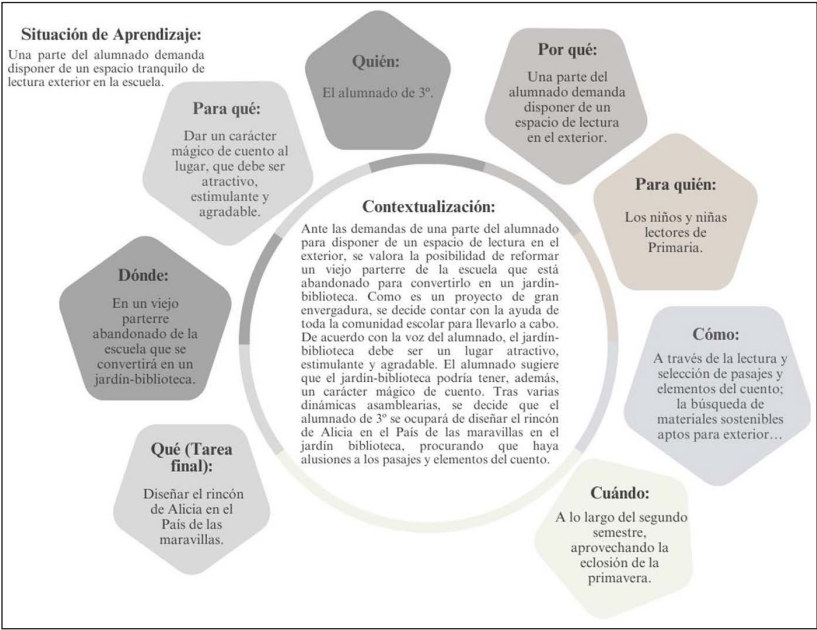 Situación de Aprendizaje:
Una parte del alumnado demanda
disponer de un espacio tranquilo de
lectura exterior en la escuela.
Quién:
El alumnado de 3º.
Por qué:
Una parte del
alumnado demanda
disponer de un
espacio de lectura
en el exterior.
Para quién:
Los niños y niñas
lectores de
Primaria.
Cómo:
A través de la lectura y
selección de pasajes y
elementos del cuento;
la búsqueda de
materiales sostenibles
aptos para exterior…
Cuándo:
A lo largo del segundo
semestre,
aprovechando la
eclosión de la
primavera.
Qué (Tarea
final):
Diseñar el rincón
de Alicia en el
País de las
maravillas.
Dónde:
En un viejo
parterre
abandonado de la
escuela que se
convertirá en un
jardín-biblioteca.
Para qué:
Dar un carácter
mágico de cuento al
lugar, que debe ser
atractivo,
estimulante y
agradable.
Contextualización:
Ante las demandas de una parte del alumnado
para disponer de un espacio de lectura en el
exterior, se valora la posibilidad de reformar
un viejo parterre de la escuela que está
abandonado para convertirlo en un jardín-
biblioteca. Como es un proyecto de gran
envergadura, se decide contar con la ayuda de
toda la comunidad escolar para llevarlo a cabo.
De acuerdo con la voz del alumnado, el jardín-
biblioteca debe ser un lugar atractivo,
estimulante y agradable. El alumnado sugiere
que el jardín-biblioteca podría tener, además,
un carácter mágico de cuento. Tras varias
dinámicas asamblearias, se decide que el
alumnado de 3º se ocupará de diseñar el rincón
de Alicia en el País de las maravillas en el
jardín biblioteca, procurando que haya
alusiones a los pasajes y elementos del cuento.